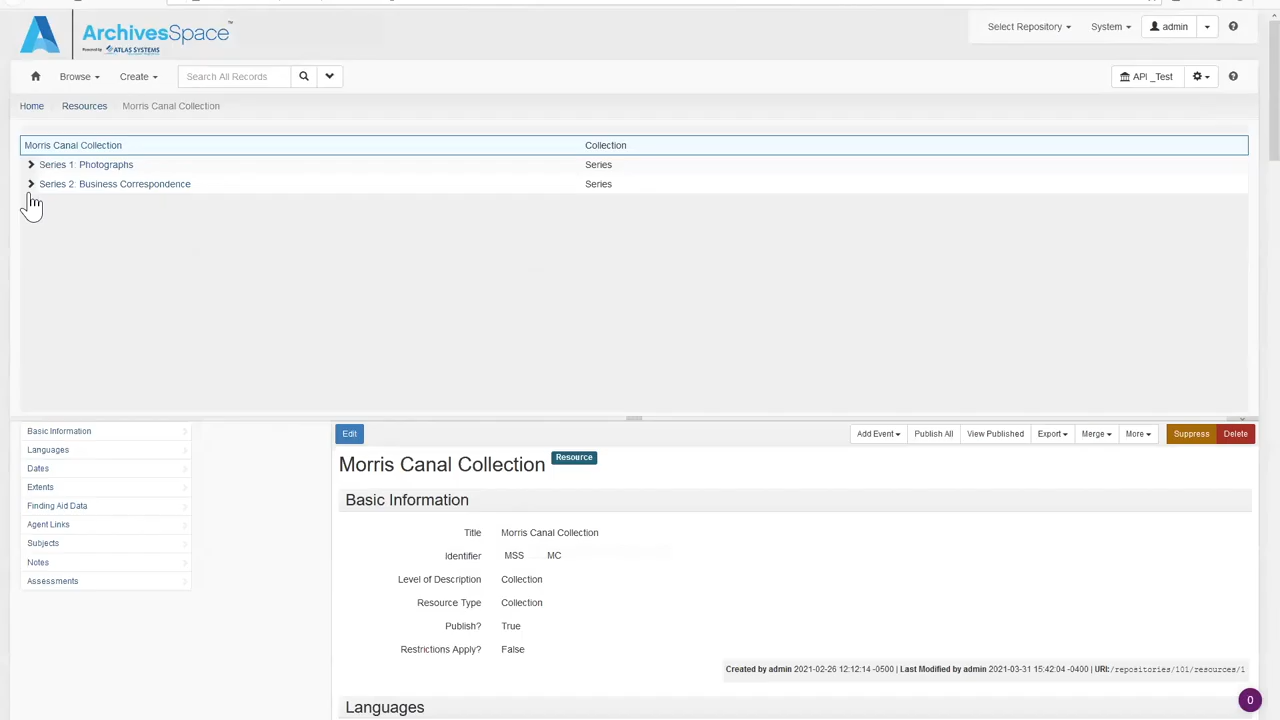 ArchivesSpace™
Powered by ATLAS SYSTEMS
Select Repository
System
admin
Browse
Create
Search All Records
API _Test
Home
Resources
Morris Canal Collection
Morris Canal Collection
Collection
Series 1: Photographs
Series
Series 2: Business Correspondence
Series
Basic Information
Languages
Dates
Extents
Finding Aid Data
Agent Links
Subjects
Notes
Assessments
Edit
Add Event
Publish All
View Published
Export
Merge
More
Suppress
Delete
Morris Canal Collection Resource
Basic Information
Title Morris Canal Collection
Identifier MSS MC
Level of Description Collection
Resource Type Collection
Publish? True
Restrictions Apply? False
Created by admin 2021-02-26 12:12:14 -0500 | Last Modified by admin 2021-03-31 15:42:04 -0400 | URI: /repositories/101/resources/1
Languages
0